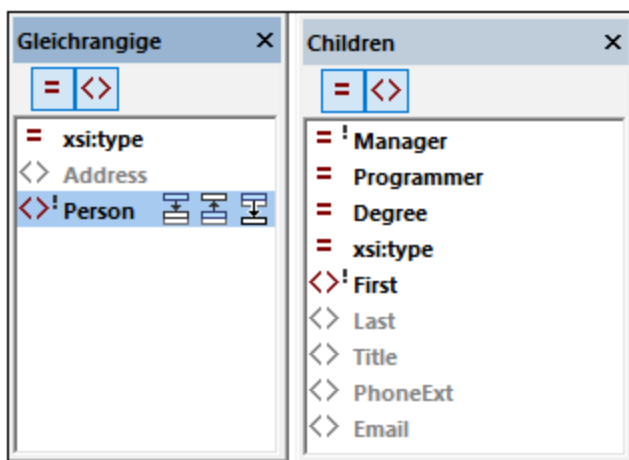 Gleichrangige
= <>
= xsi:type
<> Address
<>! Person
Children
= <>
= ! Manager
= Programmer
= Degree
= xsi:type
<>! First
<> Last
<> Title
<> PhoneExt
<> Email